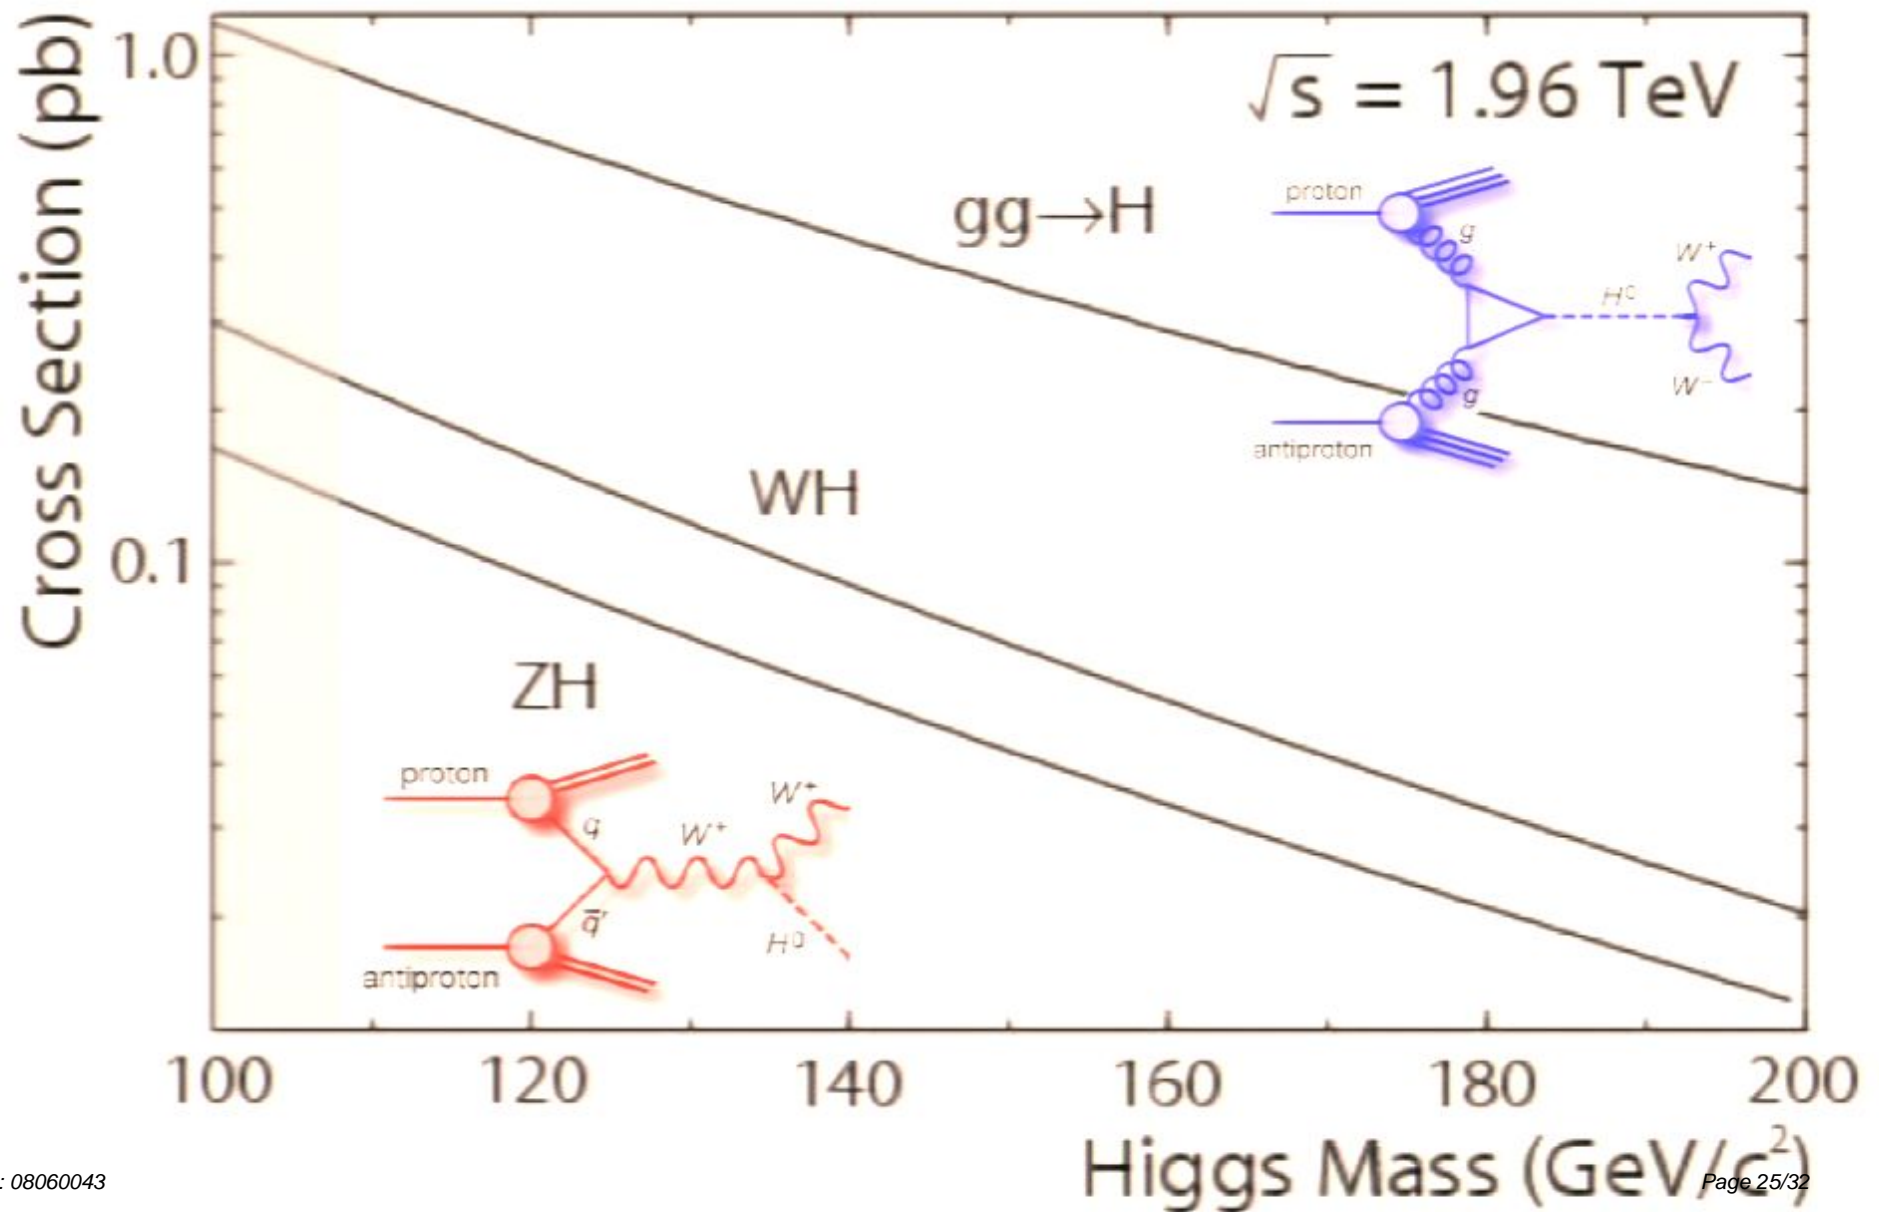 Cross Section (pb)
1.0
0.1
√s = 1.96 TeV
gg→H
WH
ZH
proton
g
g
antiproton
H⁰
W⁺
W⁻
proton
q
q̄'
antiproton
W⁺
W⁺
H⁰
100 120 140 160 180 200
Higgs Mass (GeV/c²)
: 08060043
Page 25/32